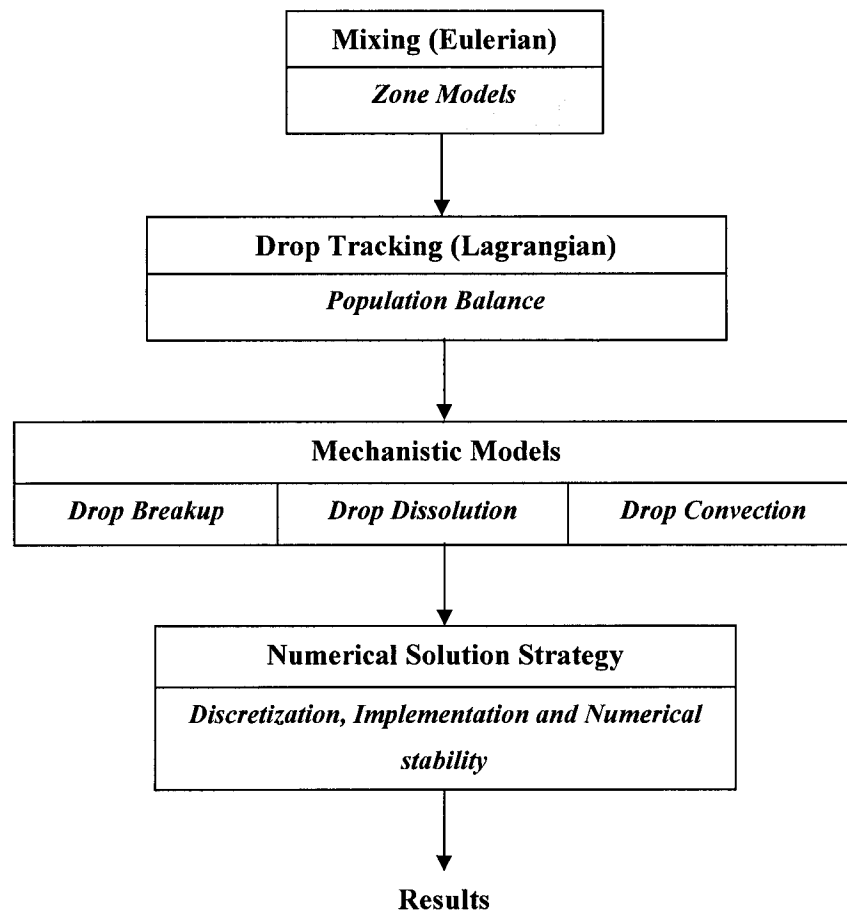 Mixing (Eulerian)
Zone Models
Drop Tracking (Lagrangian)
Population Balance
Mechanistic Models
Drop Breakup
Drop Dissolution
Drop Convection
Numerical Solution Strategy
Discretization, Implementation and Numerical
stability
Results